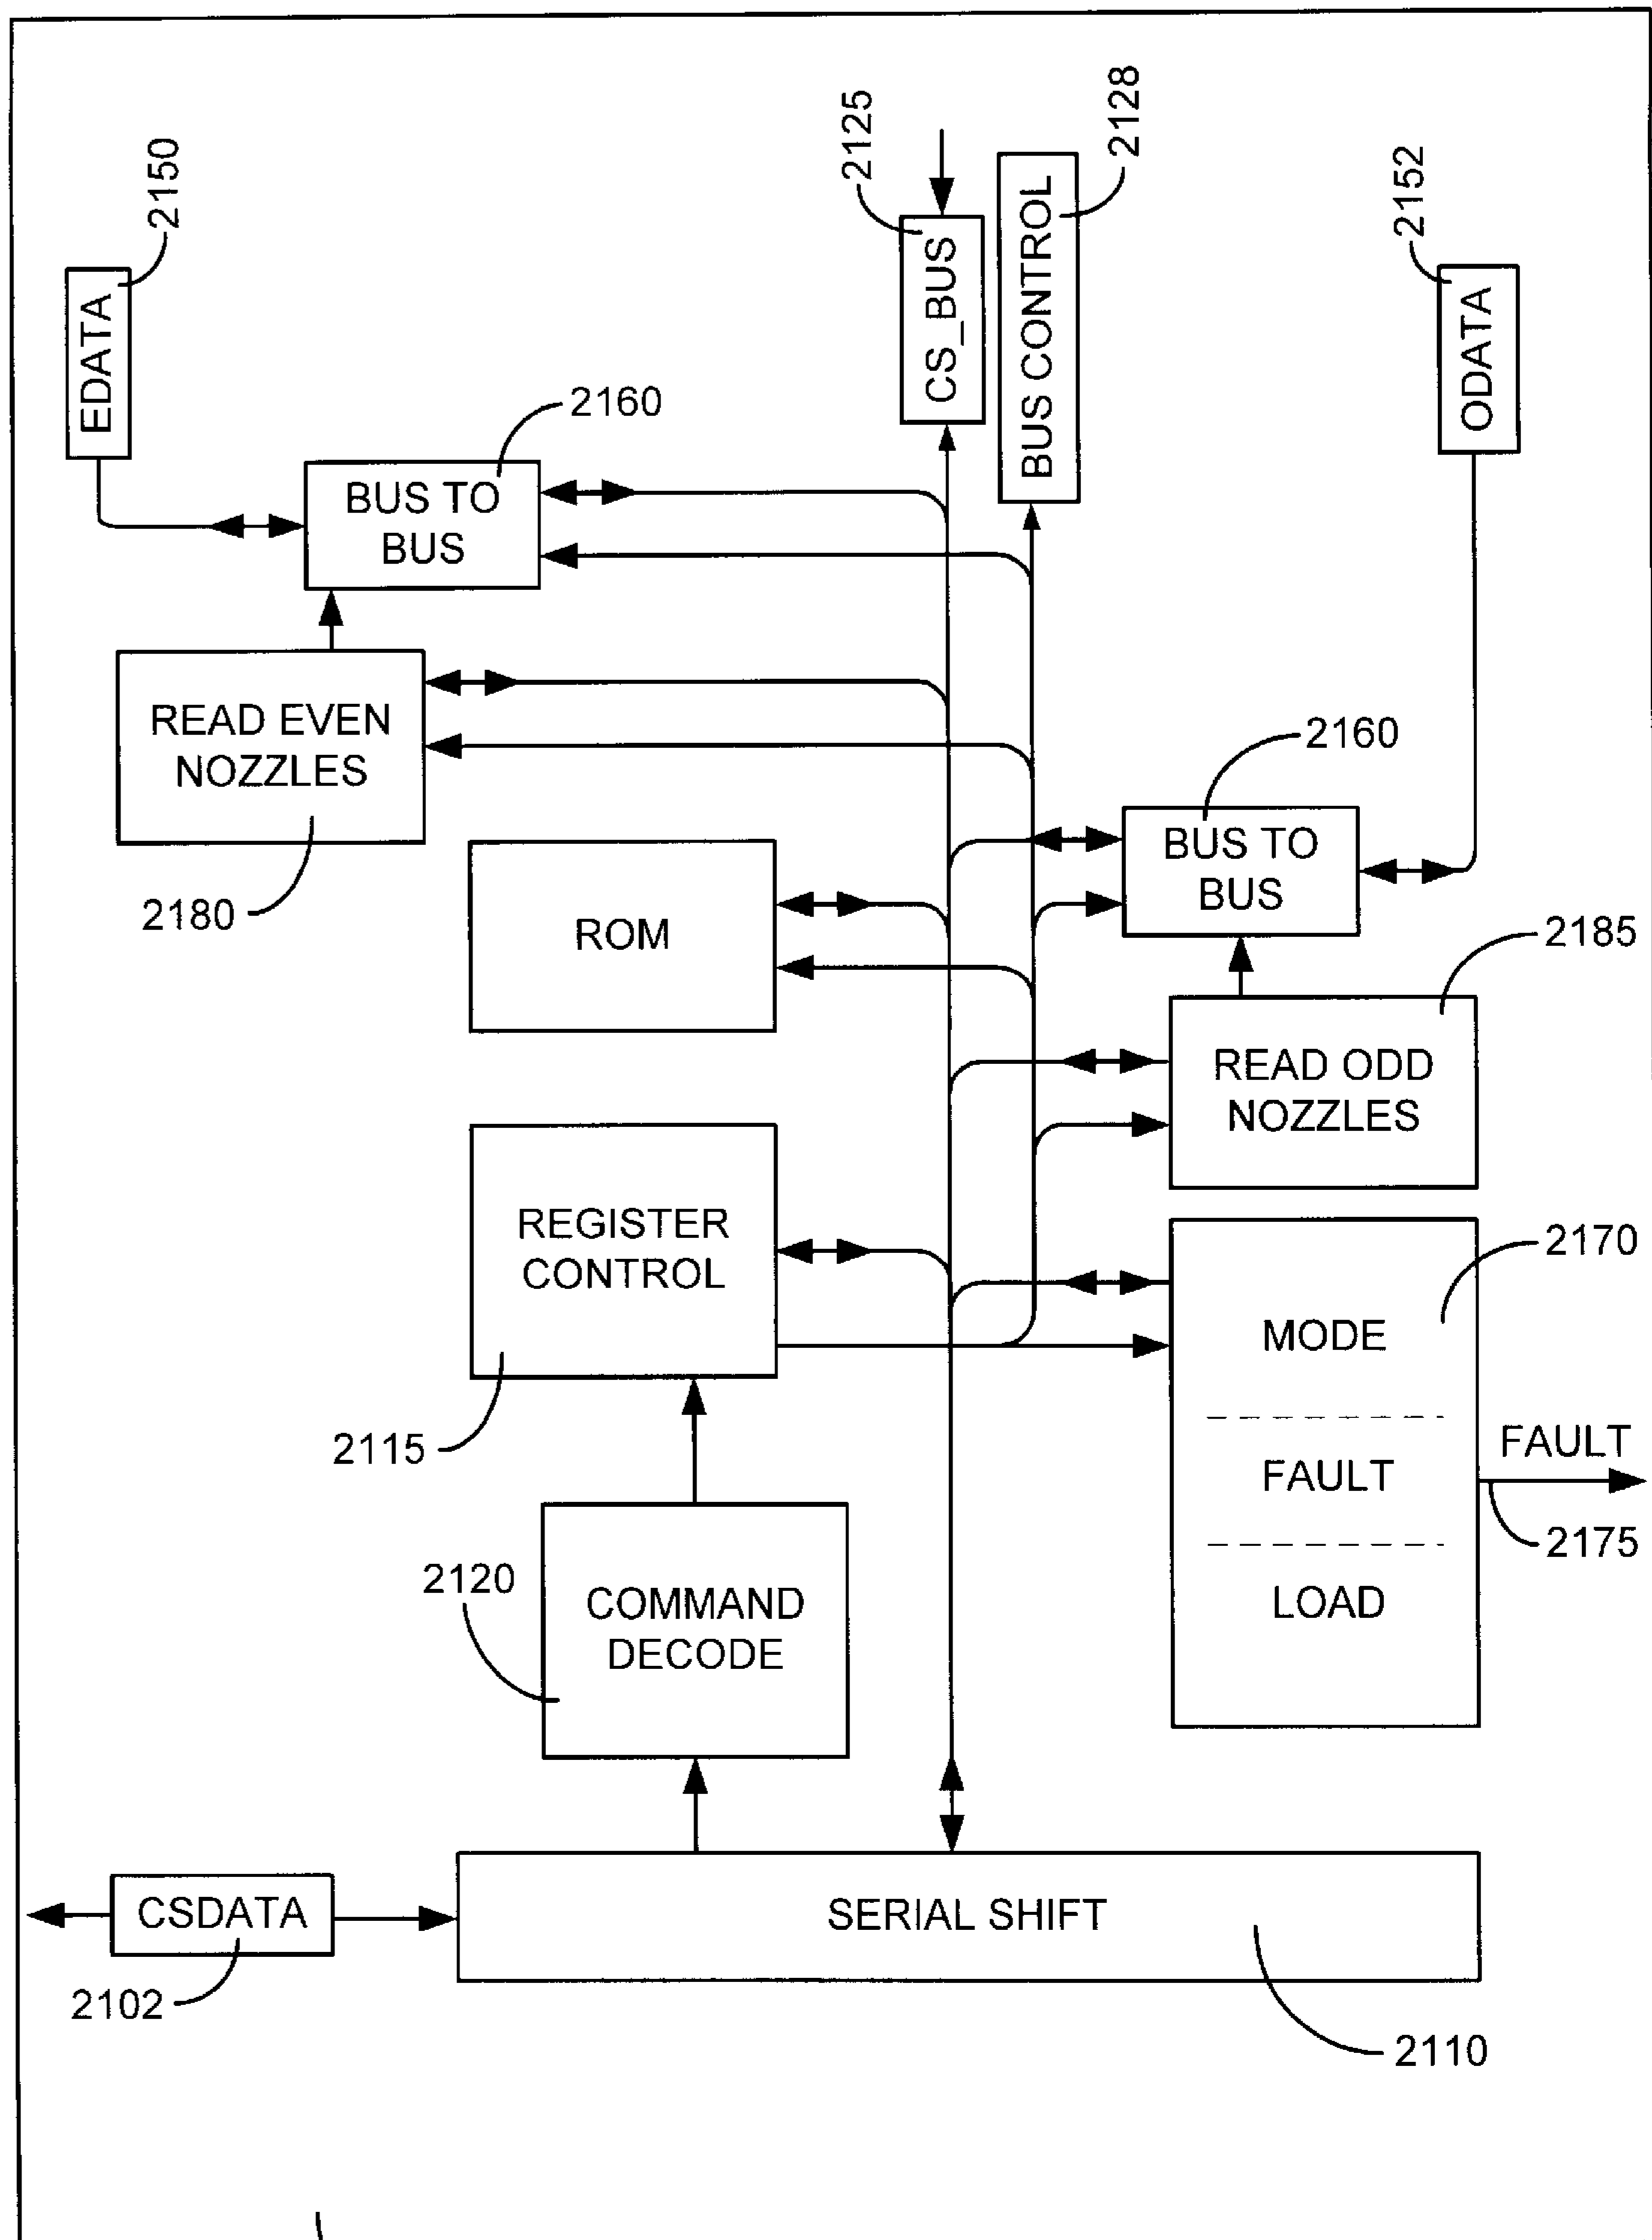 2150
EDATA
2125
CS_BUS
2128
BUS CONTROL
2152
ODATA
2160
BUS TO
BUS
READ EVEN
NOZZLES
2180
2160
BUS TO
BUS
ROM
2185
READ ODD
NOZZLES
REGISTER
CONTROL
2115
2170
MODE
FAULT
LOAD
FAULT
2175
2120
COMMAND
DECODE
CSDATA
2102
SERIAL SHIFT
2110